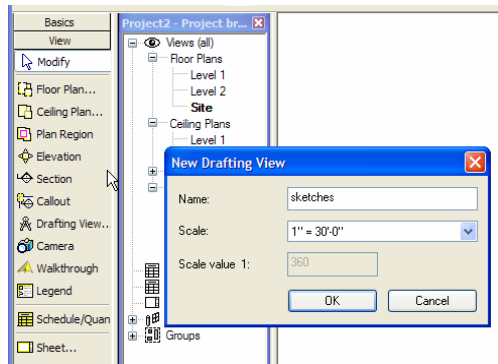 Basics
View
Modify
Floor Plan...
Ceiling Plan...
Plan Region
Elevation
Section
Callout
Drafting View..
Camera
Walkthrough
Legend
Schedule/Quan
Sheet...
Project2 - Project br...
Views (all)
Floor Plans
Level 1
Level 2
Site
Ceiling Plans
Level 1
Groups
New Drafting View
Name:
sketches
Scale:
1" = 30'-0"
Scale value 1:
360
OK
Cancel